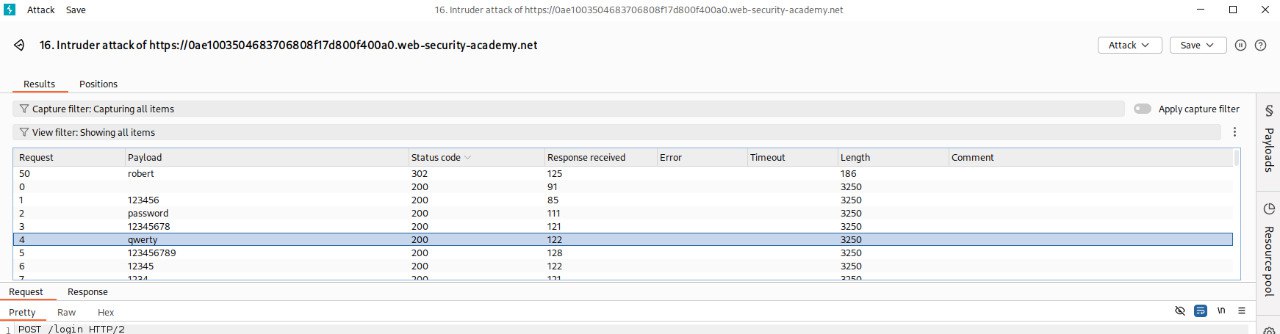 Attack Save 16. Intruder attack of https://0ae1003504683706808f17d800f400a0.web-security-academy.net
16. Intruder attack of https://0ae1003504683706808f17d800f400a0.web-security-academy.net Attack Save
Results Positions
Capture filter: Capturing all items Apply capture filter
View filter: Showing all items
Request Payload Status code Response received Error Timeout Length Comment
50 robert 302 125 186
0 200 91 3250
1 123456 200 85 3250
2 password 200 111 3250
3 12345678 200 121 3250
4 qwerty 200 122 3250
5 123456789 200 128 3250
6 12345 200 122 3250
7 1234 200 121 3250
Payloads
Resource pool
Request Response
Pretty Raw Hex \n
1 POST /login HTTP/2